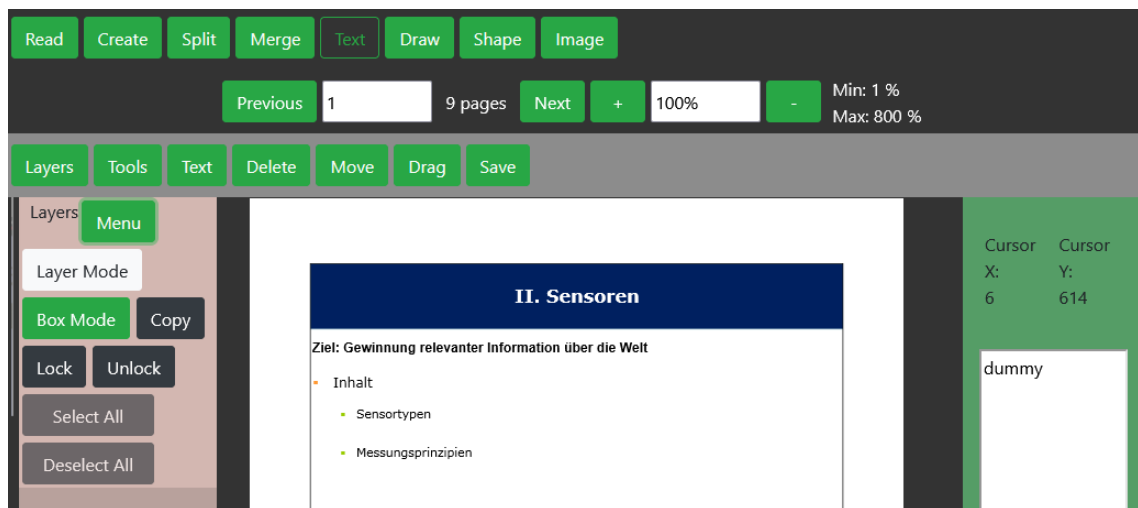 Read Create Split Merge Text Draw Shape Image
Previous 1 9 pages Next + 100% - Min: 1 %
Max: 800 %
Layers Tools Text Delete Move Drag Save
Layers Menu
Layer Mode
Box Mode Copy
Lock Unlock
Select All
Deselect All
II. Sensoren
Ziel: Gewinnung relevanter Information über die Welt
Inhalt
Sensortypen
Messungsprinzipien
Cursor Cursor
X: Y:
6 614
dummy